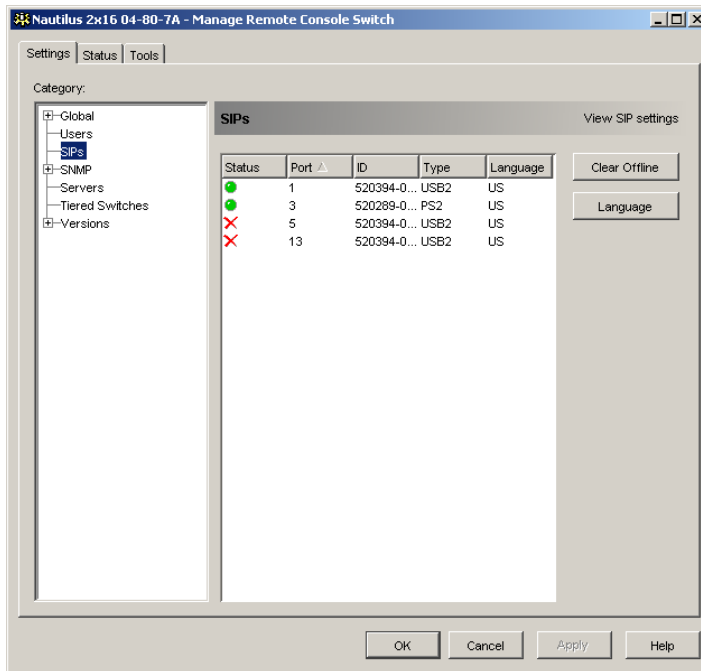 Nautilus 2x16 04-80-7A - Manage Remote Console Switch
Settings Status Tools
Category:
Global
Users
SIPs
SNMP
Servers
Tiered Switches
Versions
SIPs View SIP settings
Status Port ID Type Language
1 520394-0... USB2 US
3 520289-0... PS2 US
5 520394-0... USB2 US
13 520394-0... USB2 US
Clear Offline
Language
OK Cancel Apply Help